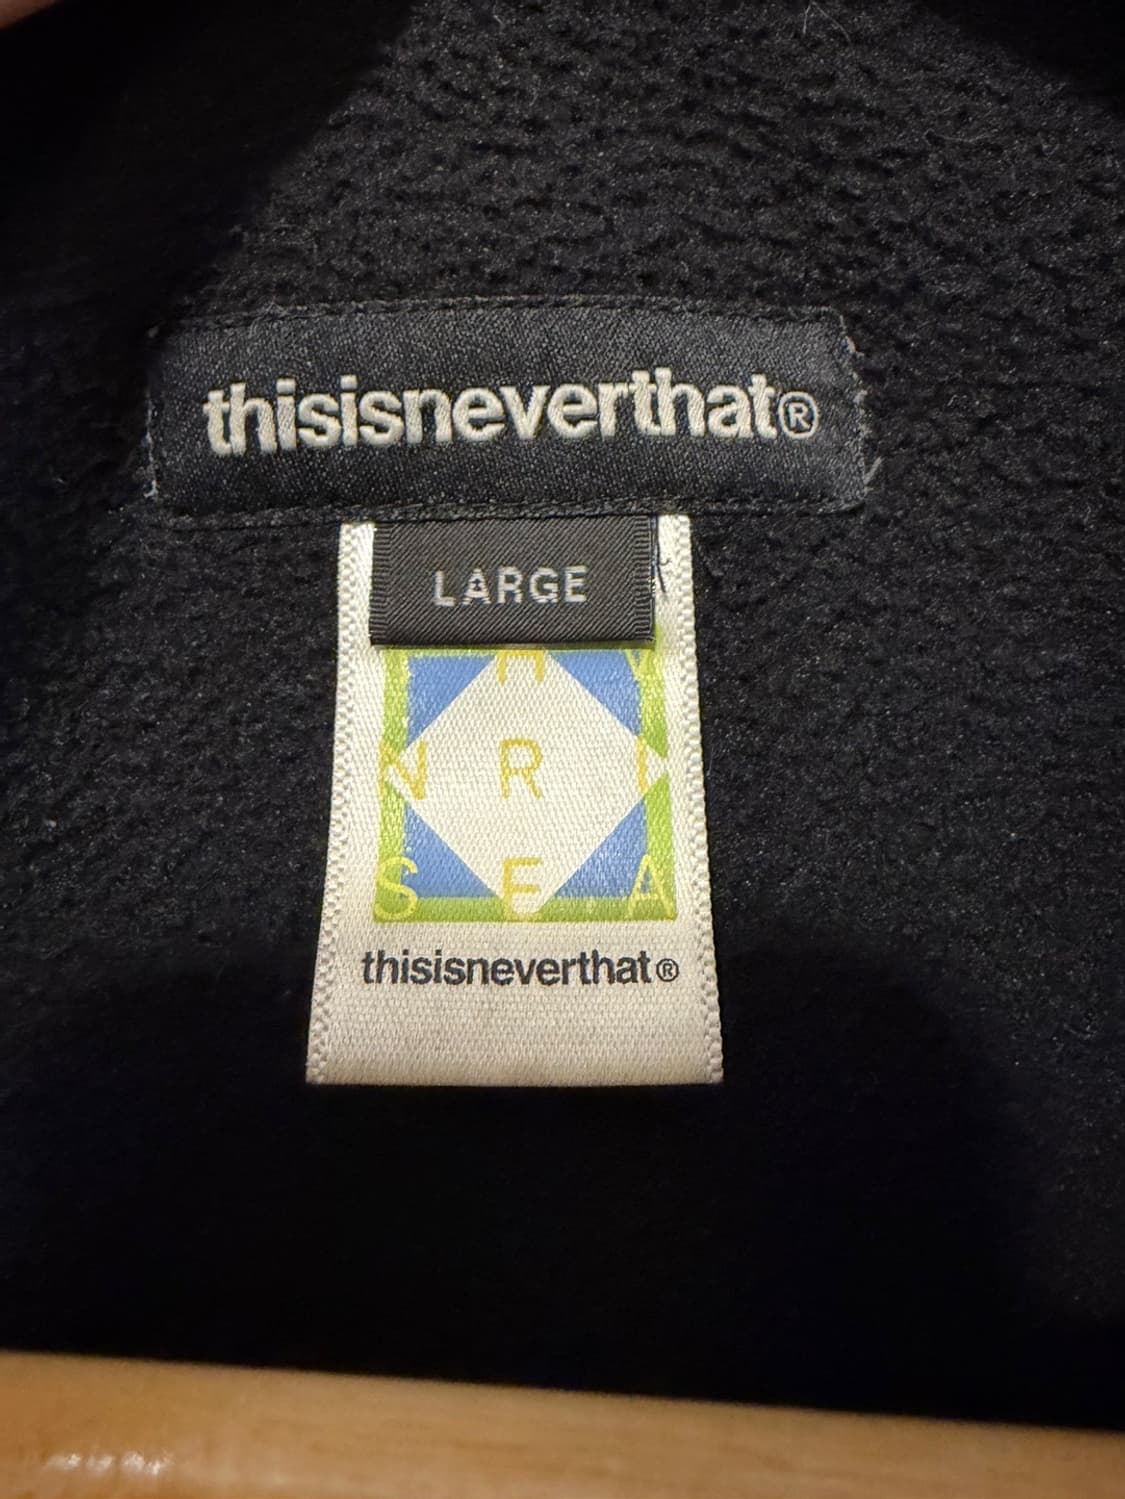 thisisneverthat®
LARGE
N R I
S E A
thisisneverthat®